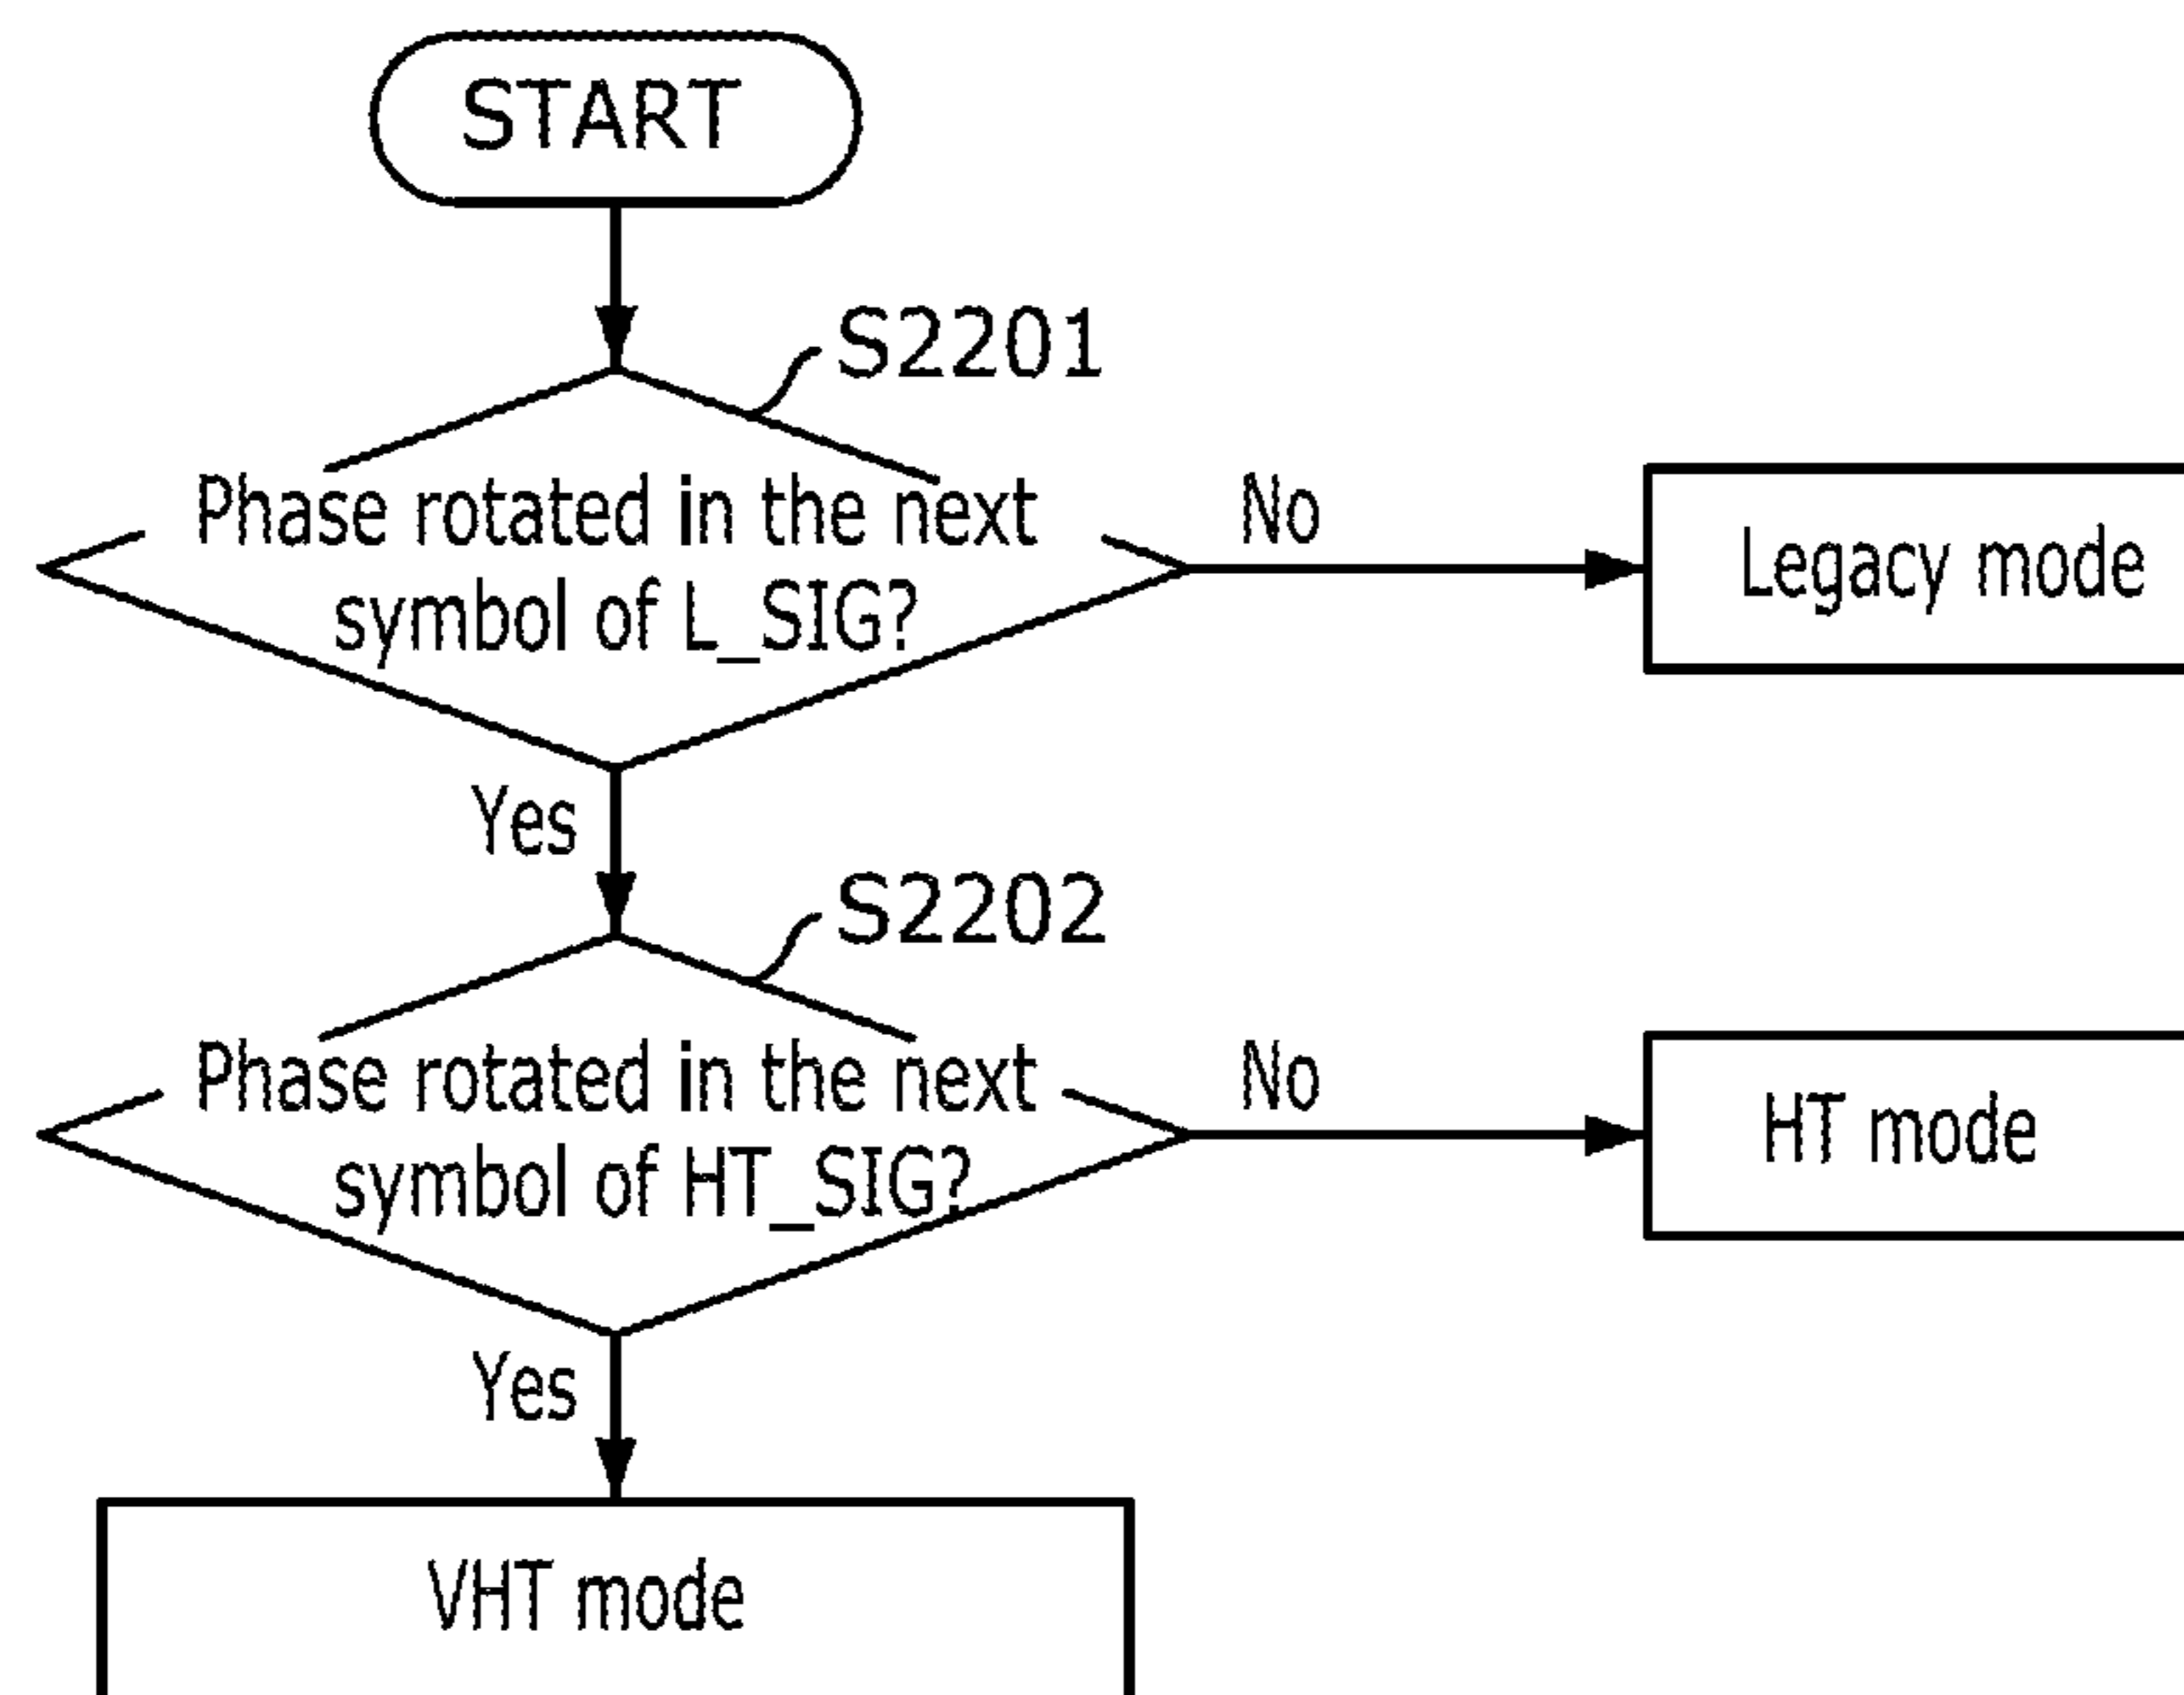 START
S2201
Phase rotated in the next
symbol of L_SIG?
No
Legacy mode
Yes
S2202
Phase rotated in the next
symbol of HT_SIG?
No
HT mode
Yes
VHT mode